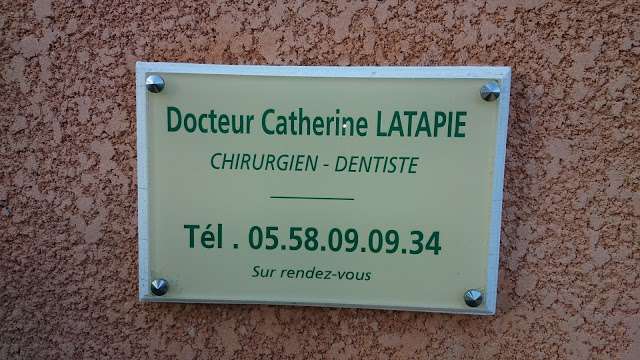 Docteur Catherine LATAPIE
CHIRURGIEN - DENTISTE
Tél . 05.58.09.09.34
Sur rendez-vous